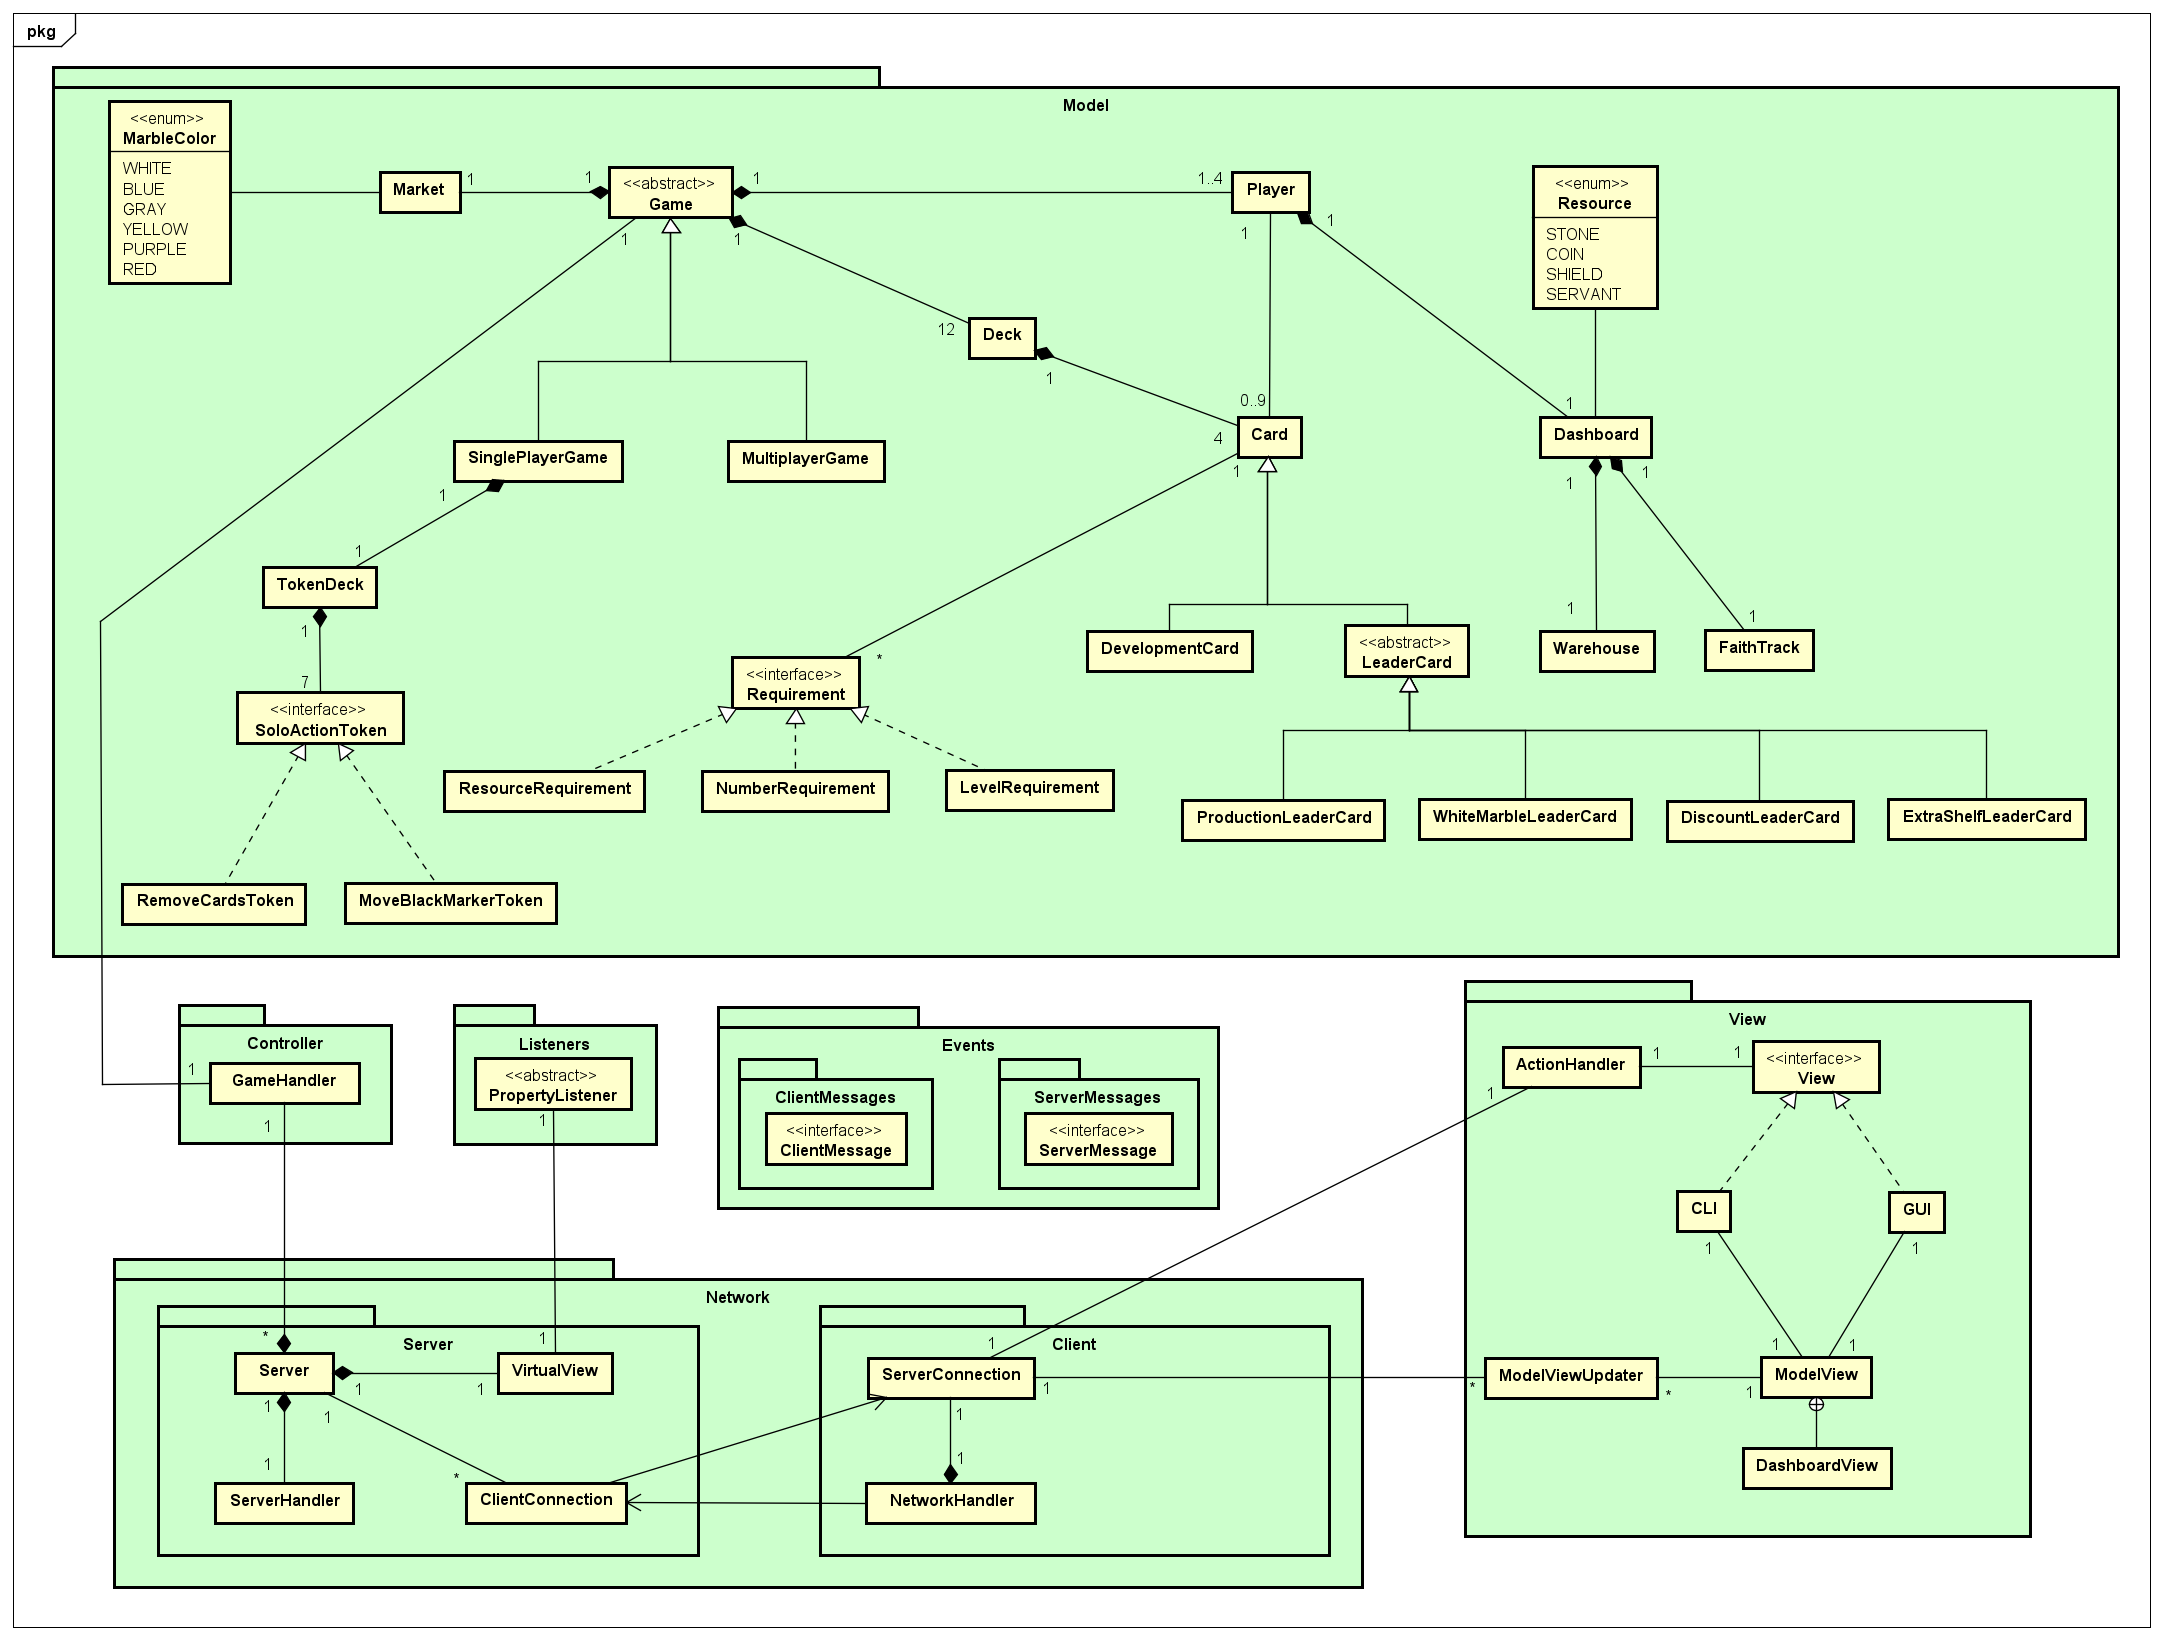 pkg
Model
<<enum>>
MarbleColor
WHITE
BLUE
GRAY
YELLOW
PURPLE
RED
Market
1
1
<<abstract>>
Game
1
1..4
Player
1
1
<<enum>>
Resource
STONE
COIN
SHIELD
SERVANT
1
1
12
Deck
1
0..9
1
Card
4
1
Dashboard
1
1
SinglePlayerGame
MultiplayerGame
1
1
TokenDeck
1
7
<<interface>>
SoloActionToken
*
<<interface>>
Requirement
DevelopmentCard
<<abstract>>
LeaderCard
1
Warehouse
1
FaithTrack
ResourceRequirement
NumberRequirement
LevelRequirement
ProductionLeaderCard
WhiteMarbleLeaderCard
DiscountLeaderCard
ExtraShelfLeaderCard
RemoveCardsToken
MoveBlackMarkerToken
Controller
1
GameHandler
1
Listeners
<<abstract>>
PropertyListener
1
Events
ClientMessages
<<interface>>
ClientMessage
ServerMessages
<<interface>>
ServerMessage
View
ActionHandler
1
1
1
<<interface>>
View
CLI
1
GUI
1
1
1
ModelViewUpdater
*
*
1
ModelView
DashboardView
Network
Server
*
Server
1
1
1
1
VirtualView
1
1
1
ServerHandler
*
ClientConnection
Client
1
ServerConnection
1
1
1
NetworkHandler